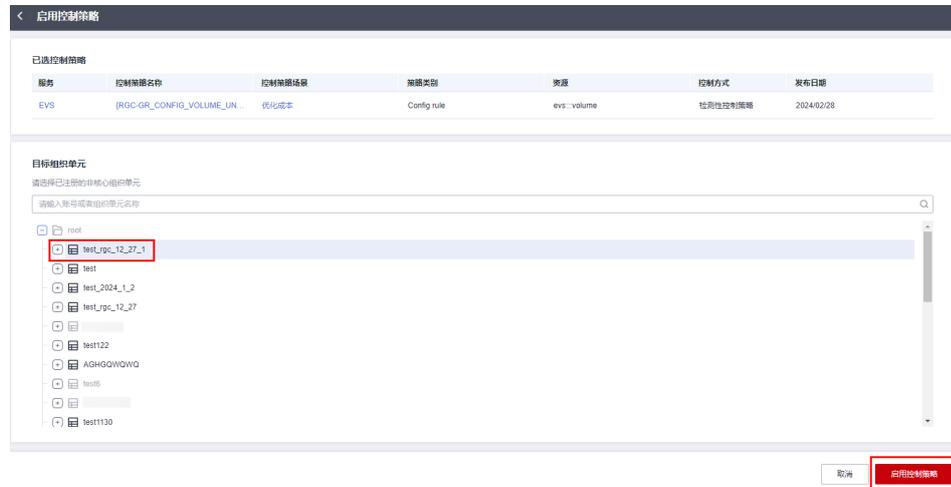 启用控制策略
已选控制策略
服务 控制策略名称 控制策略场景 策略类别 资源 控制方式 发布日期
EVS [RGC-GR_CONFIG_VOLUME_UN... 优化成本 Config rule evs:::volume 检测性控制策略 2024/02/28
目标组织单元
请选择已注册的非核心组织单元
请输入账号或者组织单元名称
root
test_rgc_12_27_1
test
test_2024_1_2
test_rgc_12_27
test122
AGHGQWQWQ
test6
test1130
取消 启用控制策略